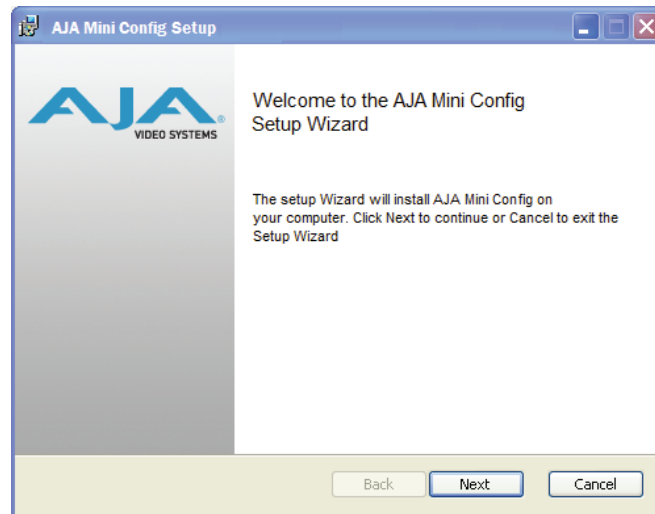 AJA Mini Config Setup
AJA®
VIDEO SYSTEMS
Welcome to the AJA Mini Config
Setup Wizard
The setup Wizard will install AJA Mini Config on
your computer. Click Next to continue or Cancel to exit the
Setup Wizard
Back
Next
Cancel